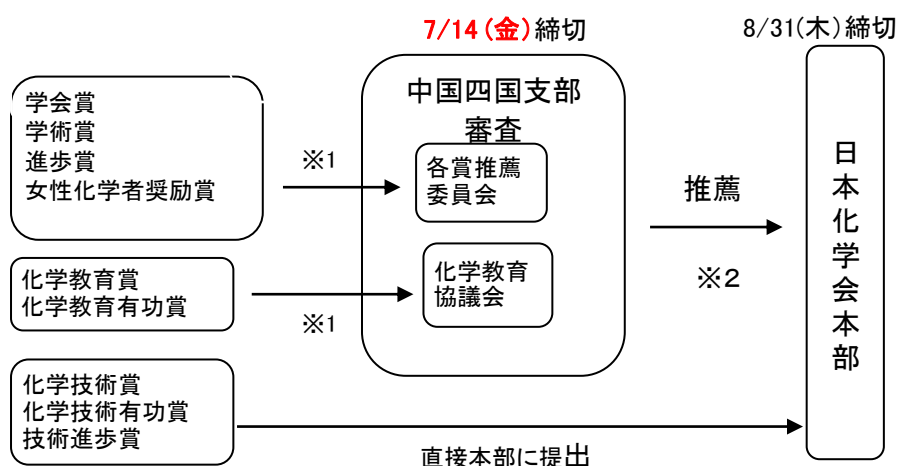 7/14(金)締切
8/31(木)締切
学会賞
学術賞
進歩賞
女性化学者奨励賞
※1
中国四国支部
審査
各賞推薦
委員会
推薦
※2
日本化学会本部
化学教育賞
化学教育有功賞
※1
化学教育
協議会
化学技術賞
化学技術有功賞
技術進歩賞
直接本部に提出